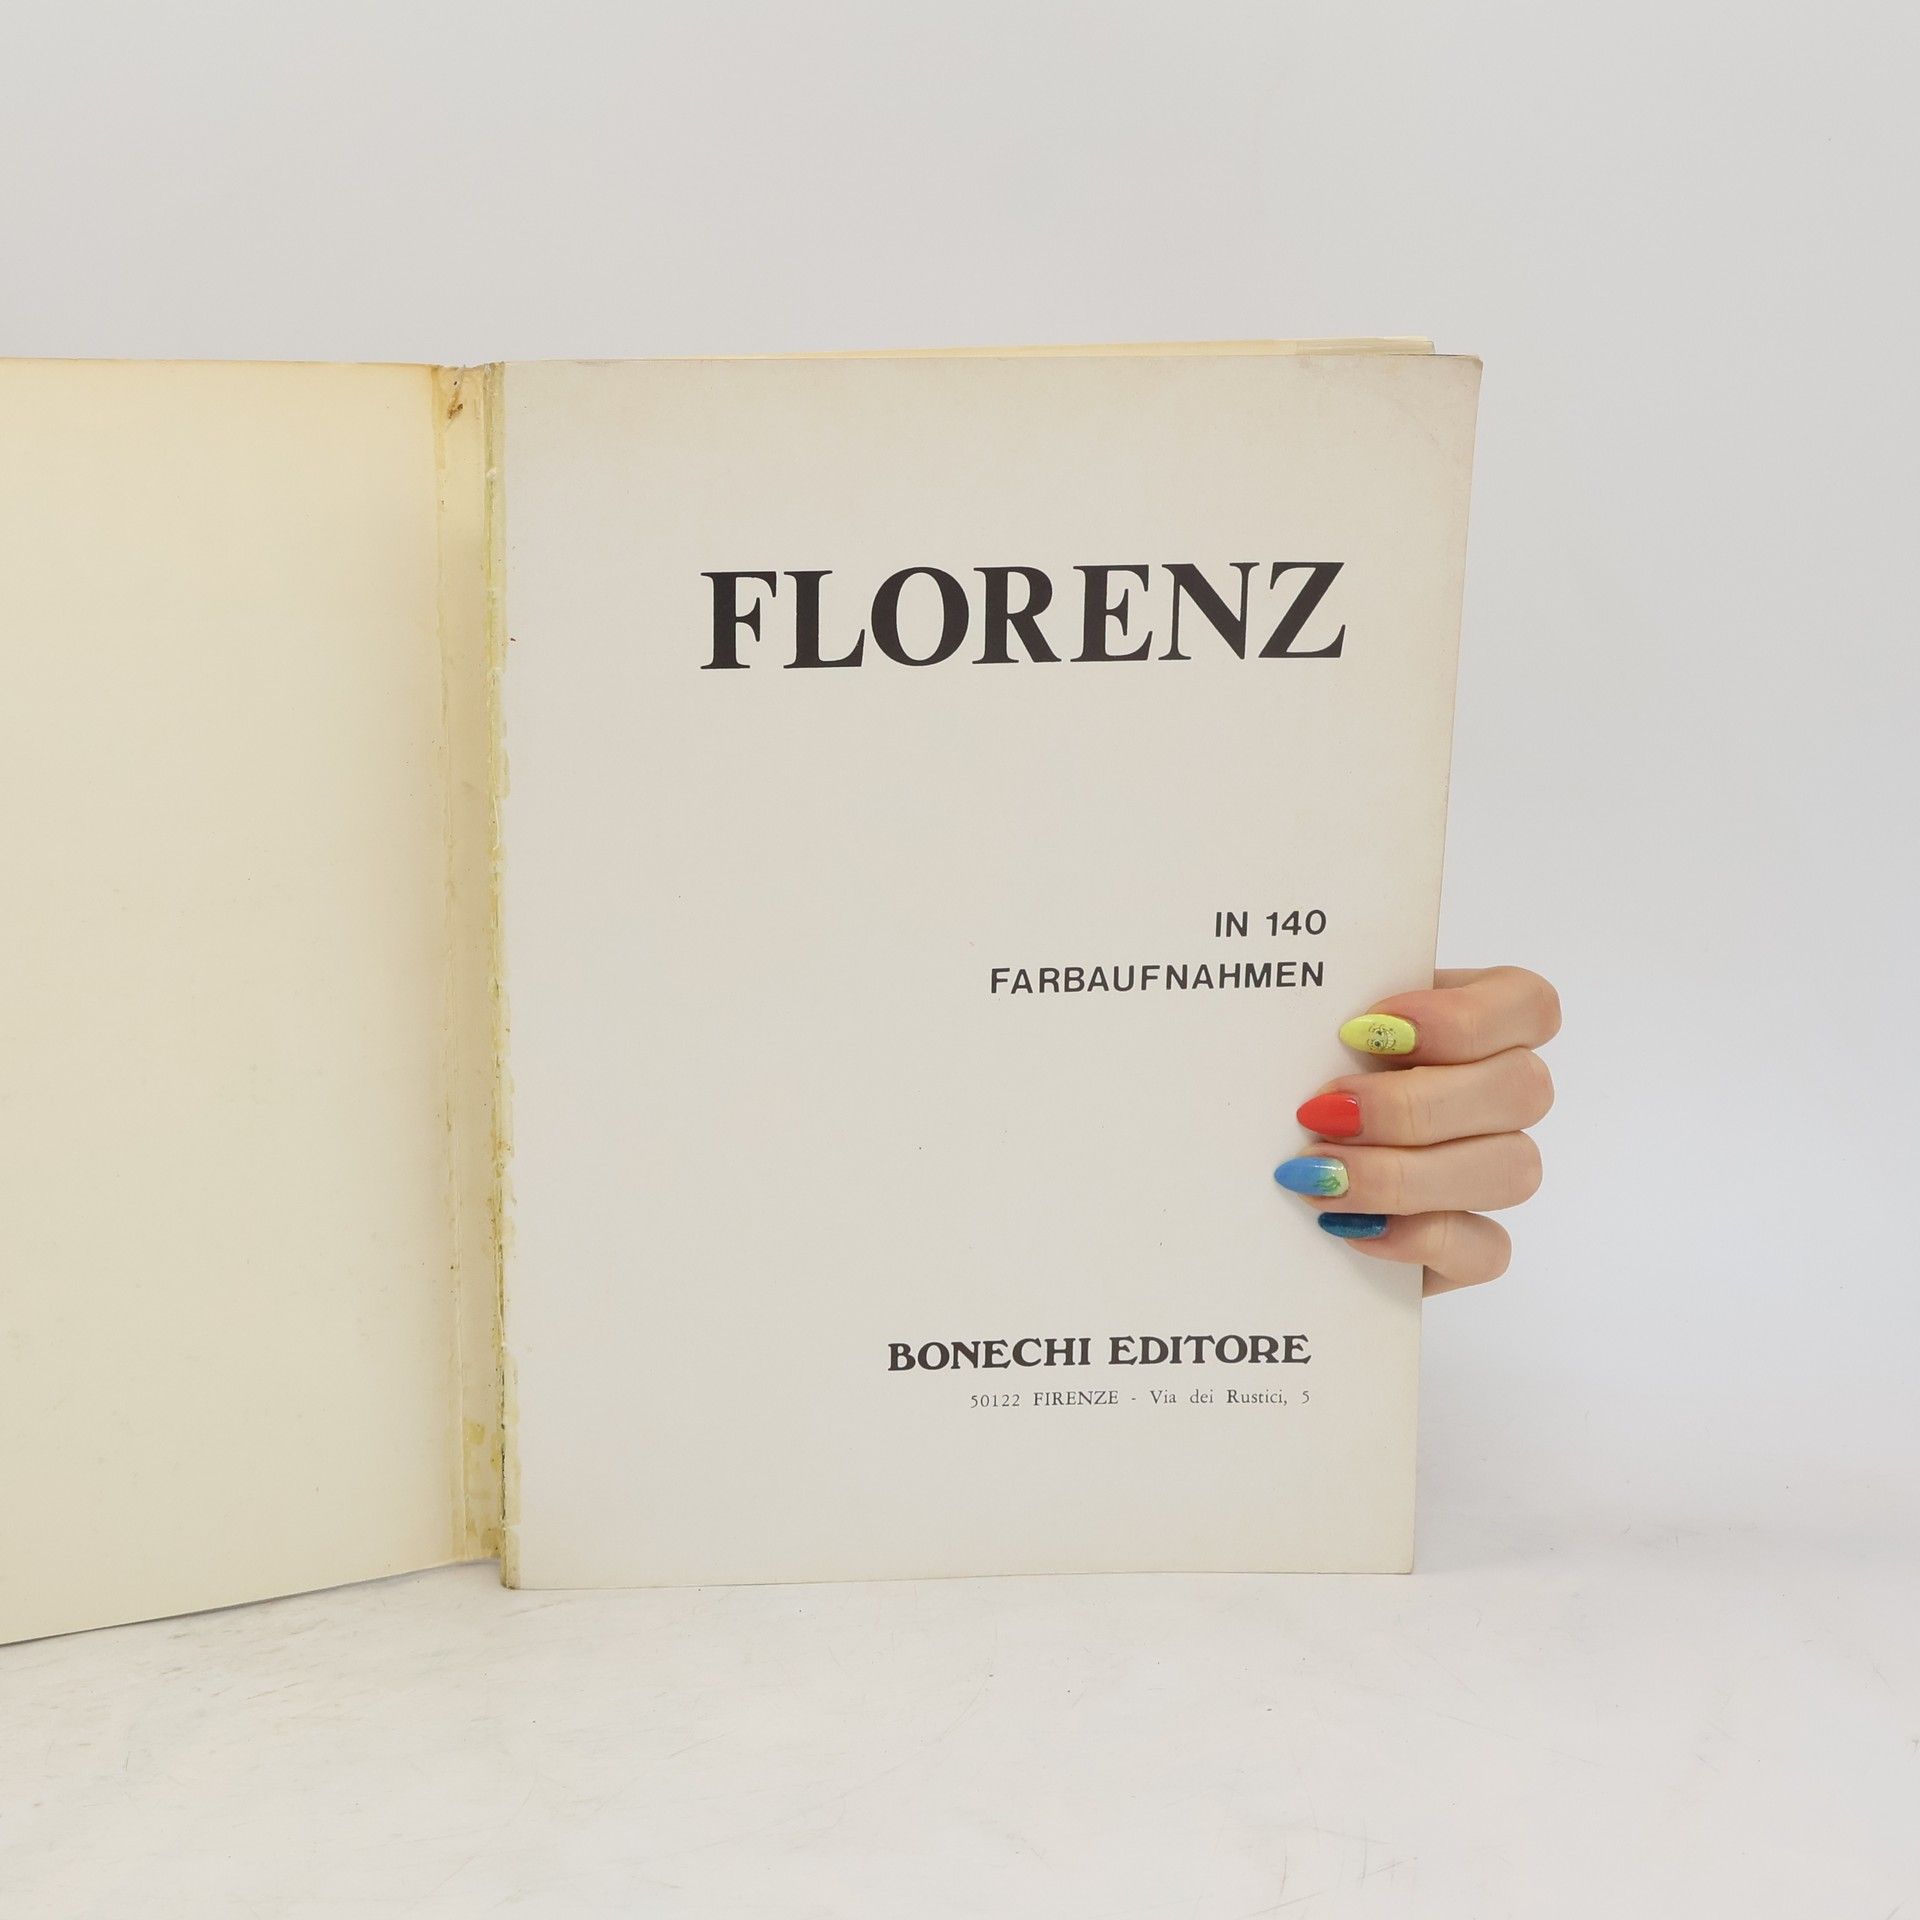 FLORENZ
IN 140
FARBAUFNAHMEN
BONECHI EDITORE
50122 FIRENZE - Via dei Rustici, 5